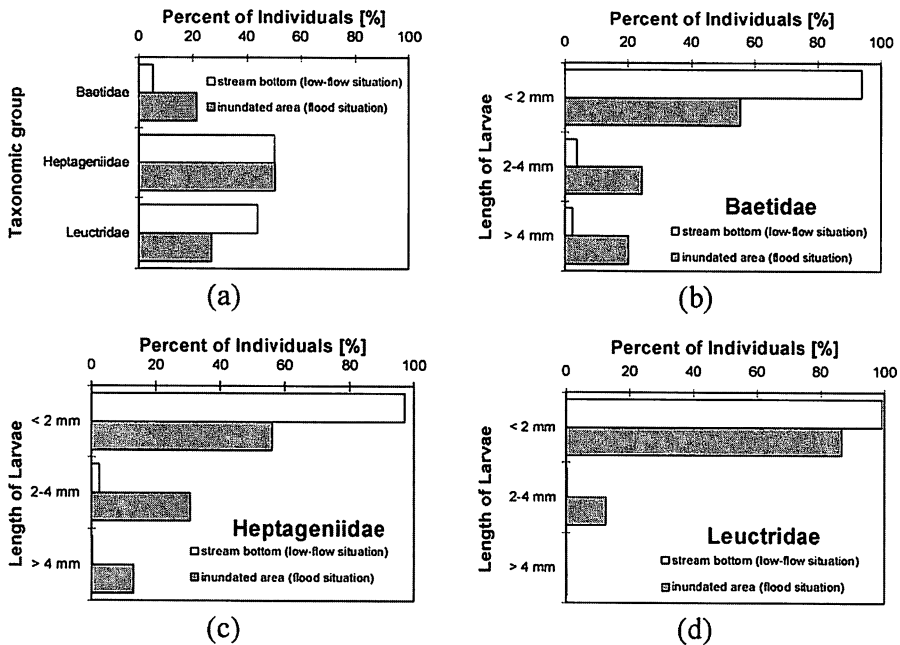 Percent of Individuals [%]
0 20 40 60 80 100
Taxonomic group
Baetidae
Heptageniidae
Leuctridae
stream bottom (low-flow situation)
inundated area (flood situation)
(a)
Percent of Individuals [%]
0 20 40 60 80 100
Length of Larvae
< 2 mm
2-4 mm
> 4 mm
Baetidae
stream bottom (low-flow situation)
inundated area (flood situation)
(b)
Percent of Individuals [%]
0 20 40 60 80 100
Length of Larvae
< 2 mm
2-4 mm
> 4 mm
Heptageniidae
stream bottom (low-flow situation)
inundated area (flood situation)
(c)
Percent of Individuals [%]
0 20 40 60 80 100
Length of Larvae
< 2 mm
2-4 mm
> 4 mm
Leuctridae
stream bottom (low-flow situation)
inundated area (flood situation)
(d)